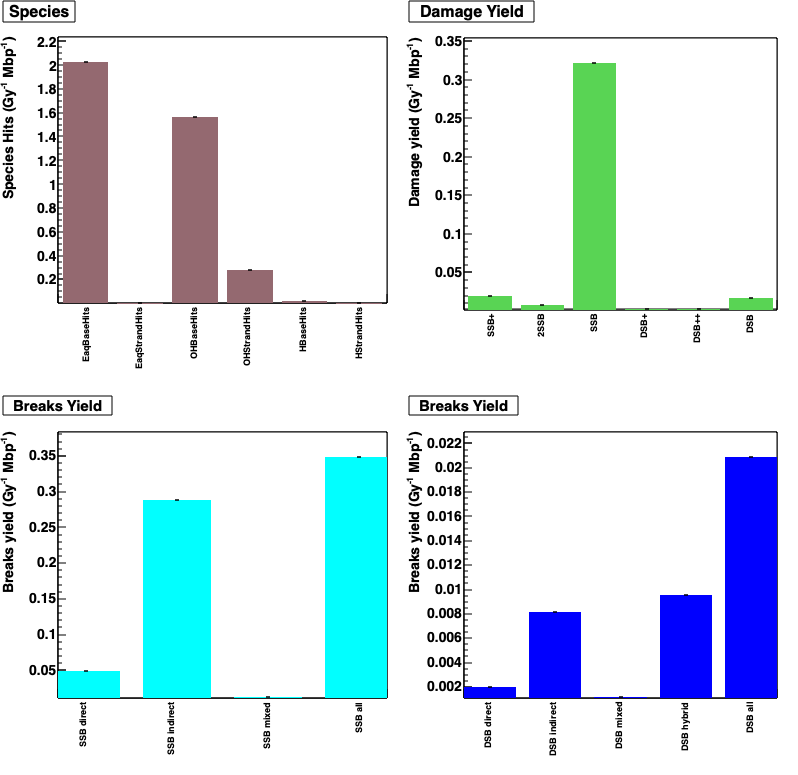 Species
Species Hits (Gy-1 Mbp-1)
2.2
2
1.8
1.6
1.4
1.2
1
0.8
0.6
0.4
0.2
EaqBaseHits
EaqStrandHits
OHBaseHits
OHStrandHits
HBaseHits
HStrandHits
Damage Yield
Damage yield (Gy-1 Mbp-1)
0.35
0.3
0.25
0.2
0.15
0.1
0.05
SSB+
2SSB
SSB
DSB+
DSB++
DSB
Breaks Yield
Breaks yield (Gy-1 Mbp-1)
0.35
0.3
0.25
0.2
0.15
0.1
0.05
SSB direct
SSB indirect
SSB mixed
SSB all
Breaks Yield
Breaks yield (Gy-1 Mbp-1)
0.022
0.02
0.018
0.016
0.014
0.012
0.01
0.008
0.006
0.004
0.002
DSB direct
DSB indirect
DSB mixed
DSB hybrid
DSB all